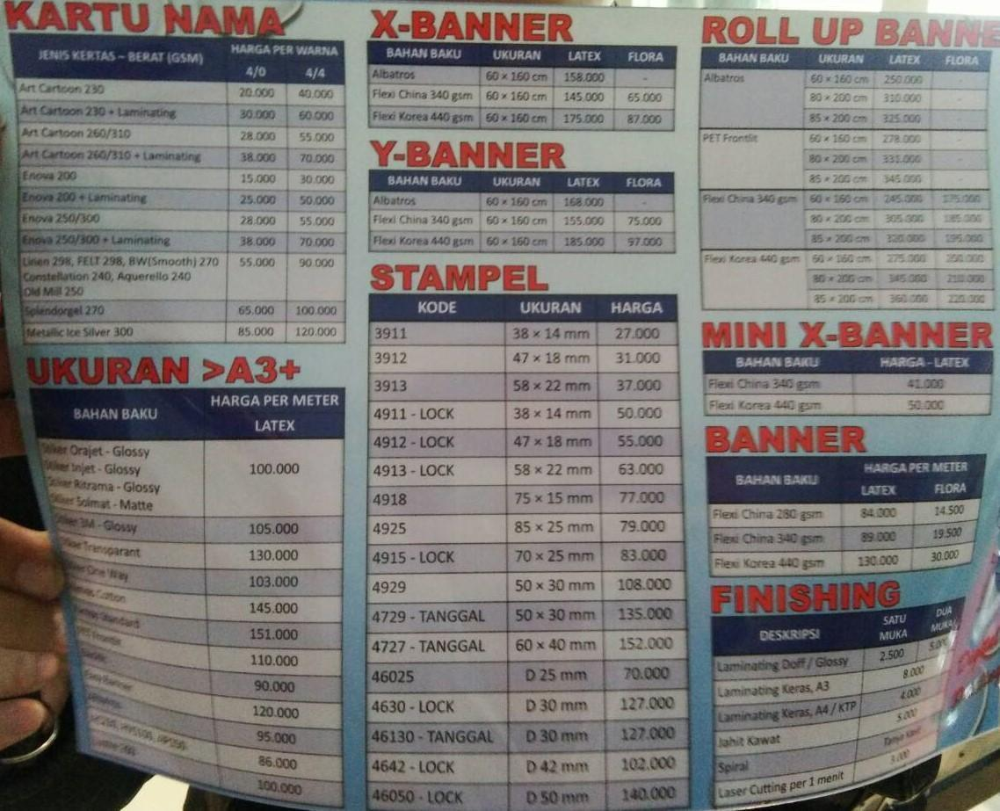 KARTU NAMA
JENIS KERTAS – BERAT (GSM) HARGA PER WARNA
4/0 4/4
Art Cartoon 230 20.000 40.000
Art Cartoon 230 + Laminating 30.000 60.000
Art Cartoon 260/310 28.000 55.000
Art Cartoon 260/310 + Laminating 38.000 70.000
Enova 200 15.000 30.000
Enova 200 + Laminating 25.000 50.000
Enova 250/300 28.000 55.000
Enova 250/300 + Laminating 38.000 70.000
Linen 298, FELT 298, BW(Smooth) 270 55.000 90.000
Constellation 240, Aquerello 240
Old Mill 250
Splendorgel 270 65.000 100.000
Metallic Ice Silver 300 85.000 120.000
UKURAN >A3+
BAHAN BAKU HARGA PER METER
LATEX
Stiker Orajet - Glossy
Stiker Injet - Glossy 100.000
Stiker Ritrama - Glossy
Stiker Solmat - Matte
Stiker 3M - Glossy 105.000
Stiker Transparant 130.000
Stiker One Way 103.000
Cotton 145.000
Standard 151.000
110.000
90.000
Banner 120.000
95.000
86.000
100.000
X-BANNER
BAHAN BAKU UKURAN LATEX FLORA
Albatros 60 × 160 cm 158.000 -
Flexi China 340 gsm 60 × 160 cm 145.000 65.000
Flexi Korea 440 gsm 60 × 160 cm 175.000 87.000
Y-BANNER
BAHAN BAKU UKURAN LATEX FLORA
Albatros 60 × 160 cm 168.000 -
Flexi China 340 gsm 60 × 160 cm 155.000 75.000
Flexi Korea 440 gsm 60 × 160 cm 185.000 97.000
STAMPEL
KODE UKURAN HARGA
3911 38 × 14 mm 27.000
3912 47 × 18 mm 31.000
3913 58 × 22 mm 37.000
4911 - LOCK 38 × 14 mm 50.000
4912 - LOCK 47 × 18 mm 55.000
4913 - LOCK 58 × 22 mm 63.000
4918 75 × 15 mm 77.000
4925 85 × 25 mm 79.000
4915 - LOCK 70 × 25 mm 83.000
4929 50 × 30 mm 108.000
4729 - TANGGAL 50 × 30 mm 135.000
4727 - TANGGAL 60 × 40 mm 152.000
46025 D 25 mm 70.000
4630 - LOCK D 30 mm 127.000
46130 - TANGGAL D 30 mm 127.000
4642 - LOCK D 42 mm 102.000
46050 - LOCK D 50 mm 140.000
ROLL UP BANNE
BAHAN BAKU UKURAN LATEX FLORA
Albatros 60 × 160 cm 250.000 -
80 × 200 cm 310.000 -
85 × 200 cm 325.000 -
PET Frontlit 60 × 160 cm 278.000 -
80 × 200 cm 331.000 -
85 × 200 cm 345.000 -
Flexi China 340 gsm 60 × 160 cm 245.000 175.000
80 × 200 cm 305.000 185.000
85 × 200 cm 320.000 195.000
Flexi Korea 440 gsm 60 × 160 cm 275.000 200.000
80 × 200 cm 345.000 210.000
85 × 200 cm 360.000 220.000
MINI X-BANNER
BAHAN BAKU HARGA - LATEX
Flexi China 340 gsm 41.000
Flexi Korea 440 gsm 50.000
BANNER
BAHAN BAKU HARGA PER METER
LATEX FLORA
Flexi China 280 gsm 84.000 14.500
Flexi China 340 gsm 89.000 19.500
Flexi Korea 440 gsm 130.000 30.000
FINISHING
DESKRIPSI SATU MUKA DUA MUKA
Laminating Doff / Glossy 2.500 5.000
Laminating Keras, A3 8.000
Laminating Keras, A4 / KTP 4.000
Jahit Kawat 5.000
Spiral Tanya Kasir
Laser Cutting per 1 menit 3.000